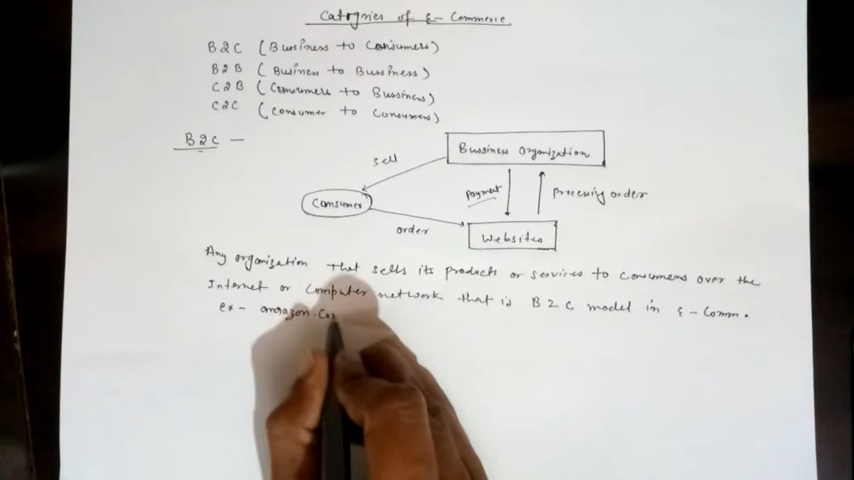 Catogries of E-Commerce
B2C (Bussiness to Consumers)
B2B (Business to Bussiness)
C2B (Consumers to Bussiness)
C2C (Consumer to Consumers)
B2C -
Bussiness Organization
sell
Consumer
payment
processing order
order
Websites
Any organization that sells its products or services to consumers over the
Internet or computer network that is B2C model in E-Comm.
ex- amazon.co